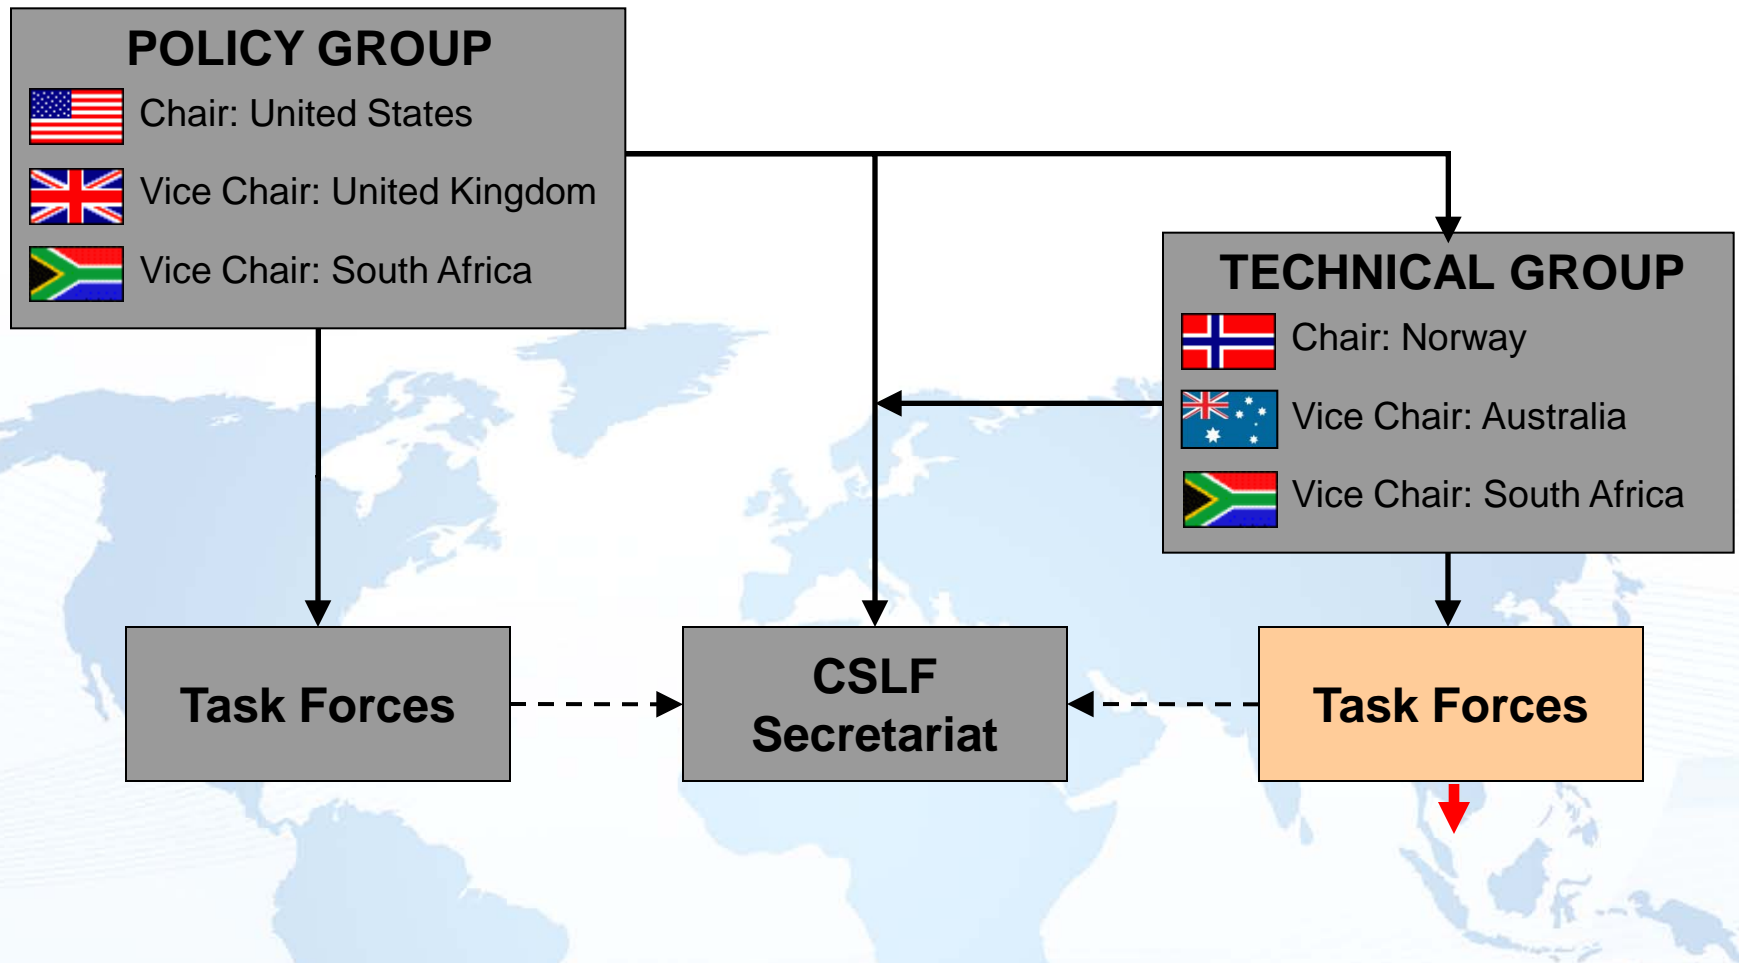 POLICY GROUP
Chair: United States
Vice Chair: United Kingdom
Vice Chair: South Africa
TECHNICAL GROUP
Chair: Norway
Vice Chair: Australia
Vice Chair: South Africa
Task Forces
CSLF
Secretariat
Task Forces